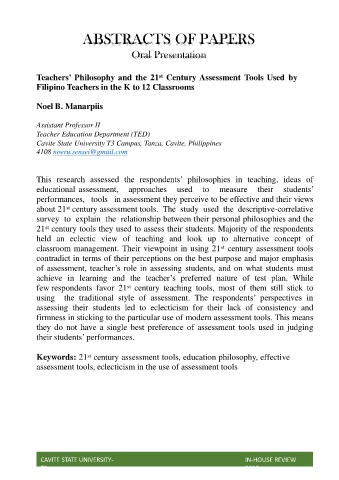 ABSTRACTS OF PAPERS
Oral Presentation
Teachers' Philosophy and the 21st Century Assessment Tools Used by
Filipino Teachers in the K to 12 Classrooms
Noel B. Manarpiis
Assistant Professor II
Teacher Education Department (TED)
Cavite State University T3 Campus, Tanza, Cavite, Philippines
4108 noeru.sensei@gmail.com
This research assessed the respondents' philosophies in teaching, ideas of
educational assessment, approaches used to measure their students'
performances, tools in assessment they perceive to be effective and their views
about 21st century assessment tools. The study used the descriptive-correlative
survey to explain the relationship between their personal philosophies and the
21st century tools they used to assess their students. Majority of the respondents
held an eclectic view of teaching and look up to alternative concept of
classroom management. Their viewpoint in using 21st century assessment tools
contradict in terms of their perceptions on the best purpose and major emphasis
of assessment, teacher's role in assessing students, and on what students must
achieve in learning and the teacher's preferred nature of test plan. While
few respondents favor 21st century teaching tools, most of them still stick to
using the traditional style of assessment. The respondents' perspectives in
assessing their students led to eclecticism for their lack of consistency and
firmness in sticking to the particular use of modern assessment tools. This means
they do not have a single best preference of assessment tools used in judging
their students' performances.
Keywords: 21st century assessment tools, education philosophy, effective
assessment tools, eclecticism in the use of assessment tools
CAVITE STATE UNIVERSITY-
IN-HOUSE REVIEW